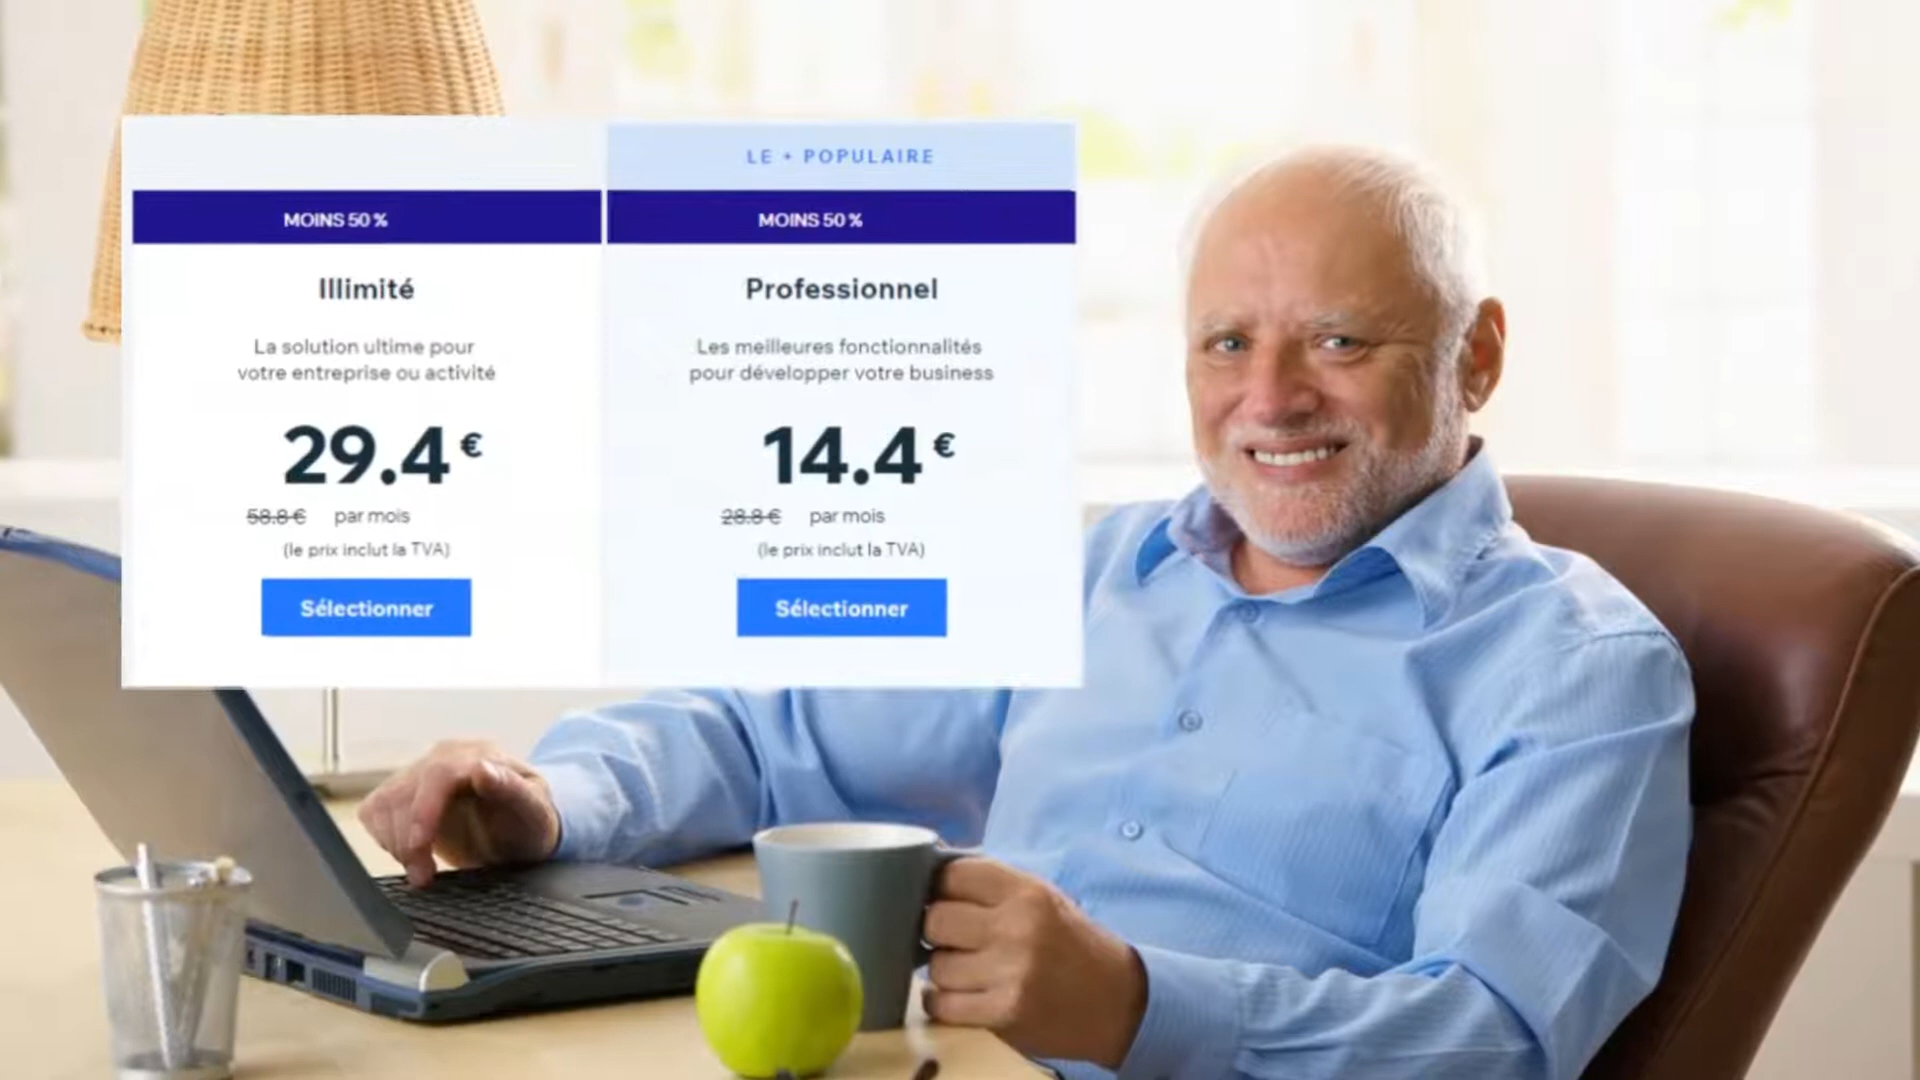 LE + POPULAIRE
MOINS 50 %
MOINS 50 %
Illimité
La solution ultime pour
votre entreprise ou activité
29.4 €
58.8 € par mois
(le prix inclut la TVA)
Sélectionner
Professionnel
Les meilleures fonctionnalités
pour développer votre business
14.4 €
28.8 € par mois
(le prix inclut la TVA)
Sélectionner